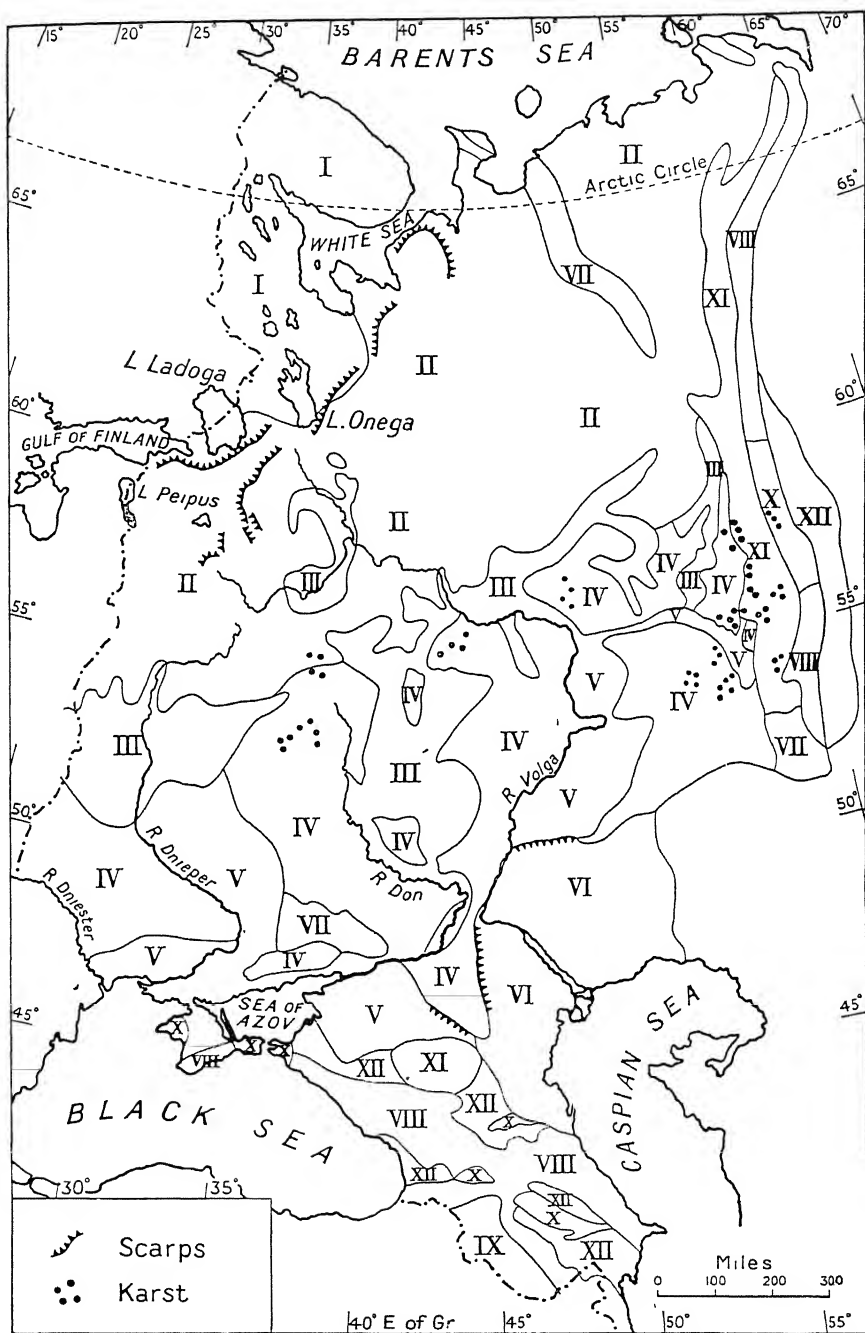 15° 20° 25° 30° 35° 40° 45° 50° 55° 60° 65° 70°
BARENTS SEA
I
II
Arctic Circle
65° 65°
WHITE SEA
VIII
VII
I
XI
II
L Ladoga
60° 60°
L. Onega
GULF OF FINLAND
II
III
L Peipus
X
XII
II
IV
XI
II
III
III
IV
III
IV
55° 55°
V
IV
V
VIII
V
IV
IV
III
IV
VII
III
R Volga
V
50° 50°
IV
IV
R Dnieper
IV
V
R Don
VI
R Dniester
VII
V
IV
IV
VI
45° 45°
SEA OF
AZOV
V
CASPIAN SEA
X
X
X
VIII
XII
XI
XII
X
BLACK SEA
VIII
VIII
XII
X
30° 35°
XII
X
IX
XII
Scarps
Miles
0 100 200 300
Karst
40° E of Gr 45° 50° 55°